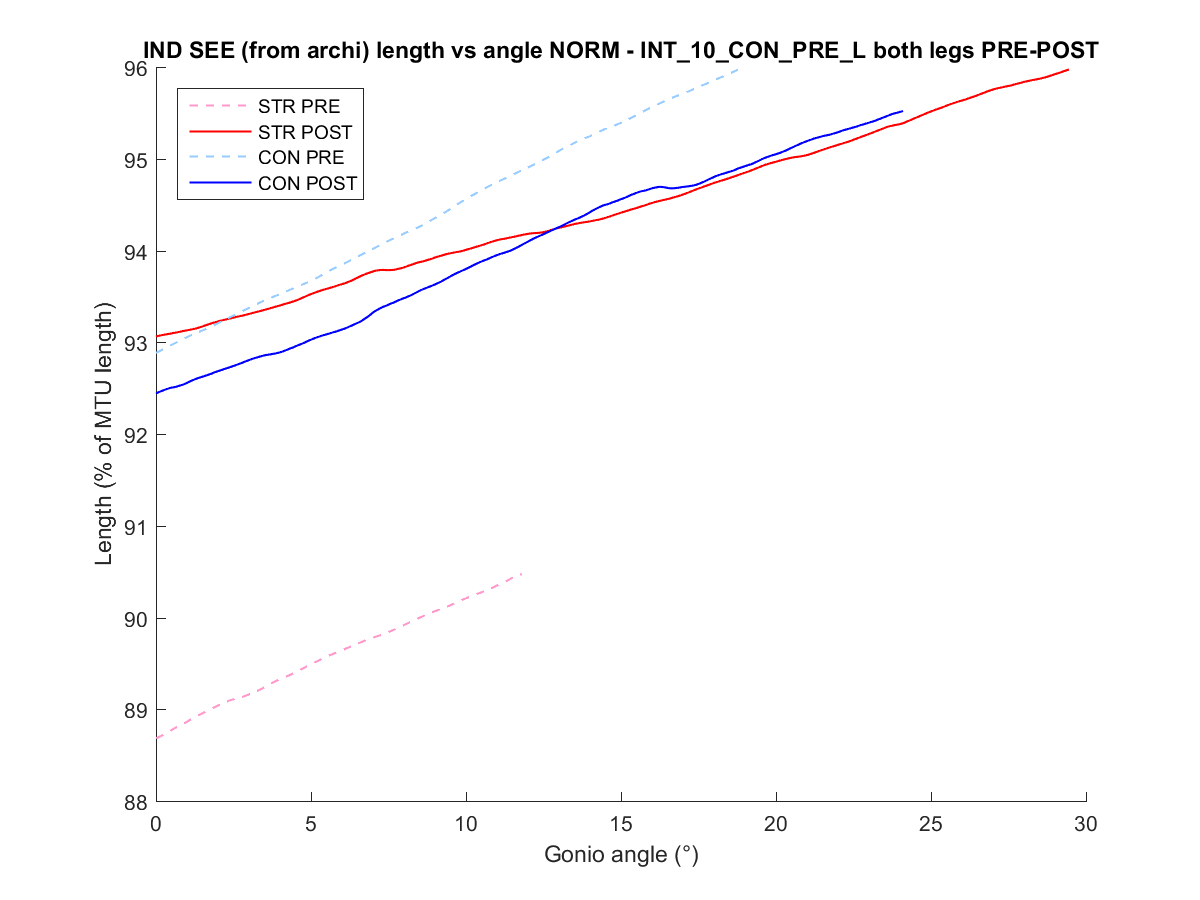 IND SEE (from archi) length vs angle NORM - INT_10_CON_PRE_L both legs PRE-POST
96
95
94
93
92
91
90
89
88
Length (% of MTU length)
STR PRE
STR POST
CON PRE
CON POST
0
5
10
15
20
25
30
Gonio angle (°)